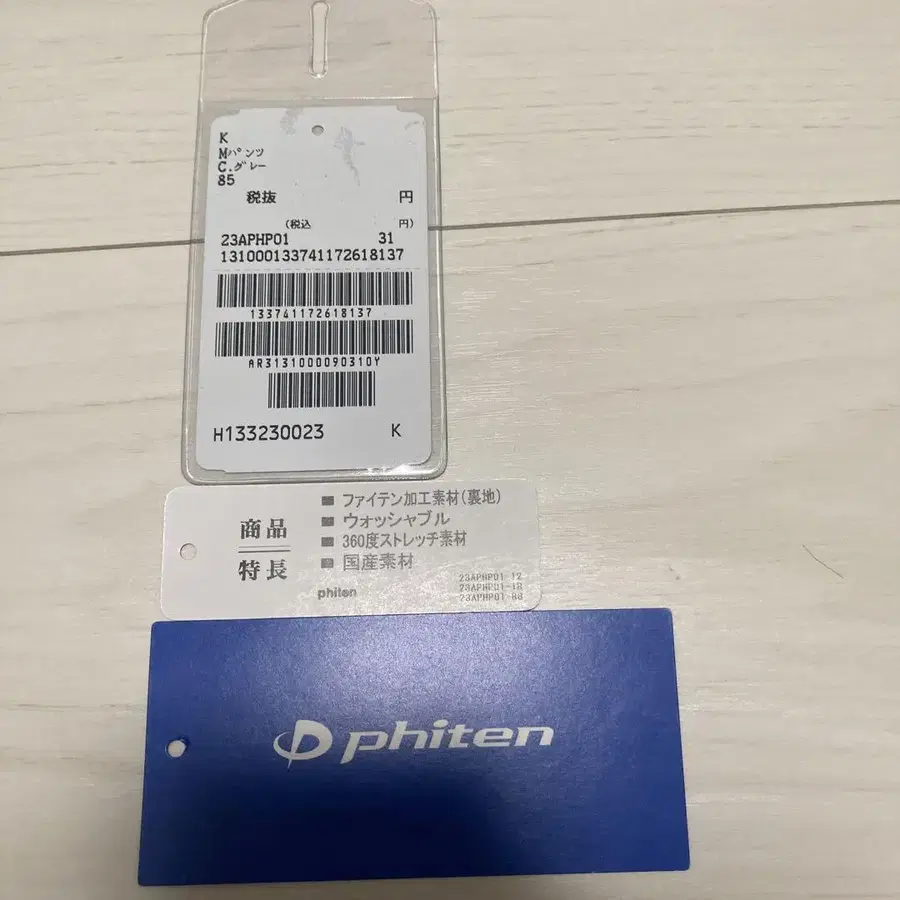 K
Mパンツ
C.グレー
85
税抜 円
(税込 円)
23APHP01 31
131000133741172618137
133741172618137
AR3131000090310Y
H133230023 K
商品
特長
ファイテン加工素材(裏地)
ウォッシャブル
360度ストレッチ素材
国産素材
phiten
23APHP01-12
23APHP01-18
23APHP01-88
phiten